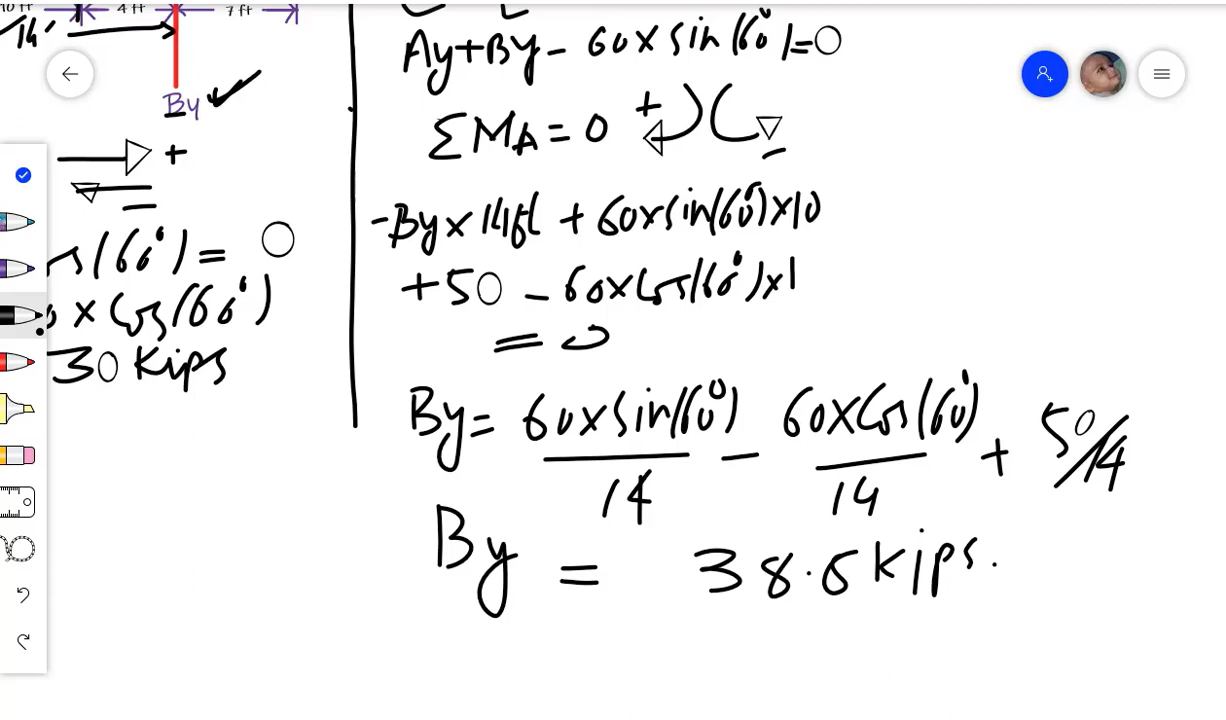 10 ft 4 ft 7 ft
14'
By
+
cos(60°) = 0
x Cos(60°)
30 Kips
Ay+By - 60 x sin(60°) = 0
ΣMA = 0 +
-By x 14ft + 60 x sin(60°) x 10
+ 50 - 60 x Cos(60°) x 1
= 0
By = 60 x sin(60°) / 14 - 60 x Cos(60°) / 14 + 50/14
By = 38.6 kips.